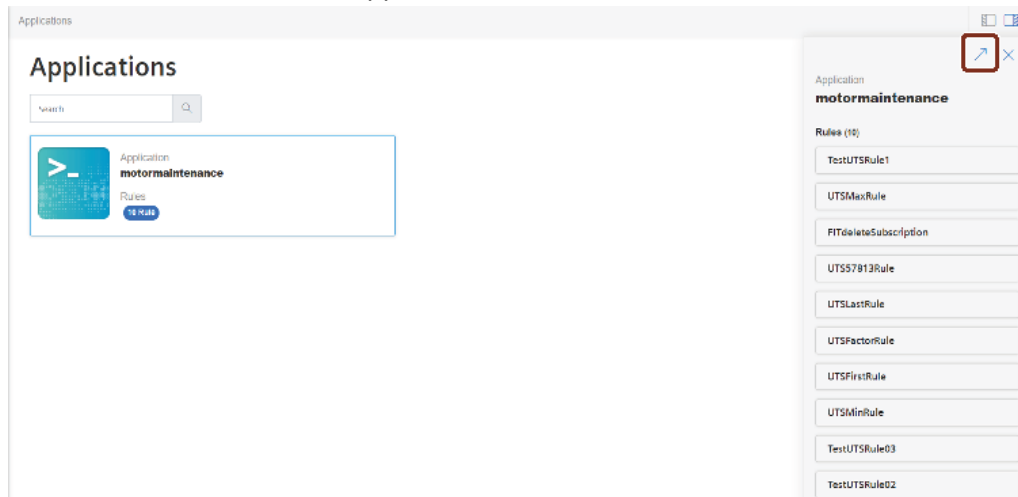 Applications
Applications
Search
Application
motormaintenance
Rules
10 Rule
Application
motormaintenance
Rules (10)
TestUTSRule1
UTSMaxRule
FITdeleteSubscription
UTS57813Rule
UTSLastRule
UTSFactorRule
UTSFirstRule
UTSMinRule
TestUTSRule03
TestUTSRule02